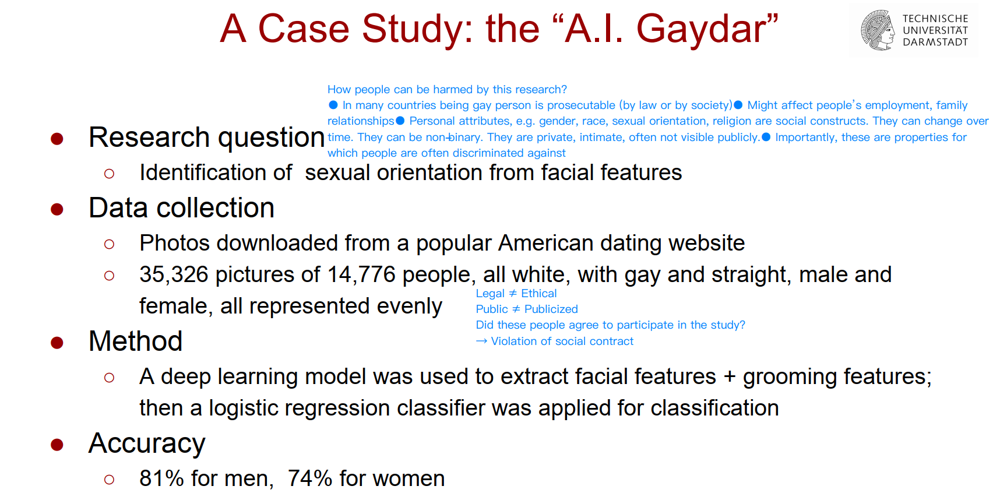 A Case Study: the “A.I. Gaydar”
TECHNISCHE
UNIVERSITÄT
DARMSTADT
How people can be harmed by this research?
● In many countries being gay person is prosecutable (by law or by society)● Might affect people's employment, family
relationships● Personal attributes, e.g. gender, race, sexual orientation, religion are social constructs. They can change over
time. They can be non-binary. They are private, intimate, often not visible publicly.● Importantly, these are properties for
which people are often discriminated against
● Research question
○ Identification of sexual orientation from facial features
● Data collection
○ Photos downloaded from a popular American dating website
○ 35,326 pictures of 14,776 people, all white, with gay and straight, male and
female, all represented evenly
Legal ≠ Ethical
Public ≠ Publicized
Did these people agree to participate in the study?
→ Violation of social contract
● Method
○ A deep learning model was used to extract facial features + grooming features;
then a logistic regression classifier was applied for classification
● Accuracy
○ 81% for men, 74% for women